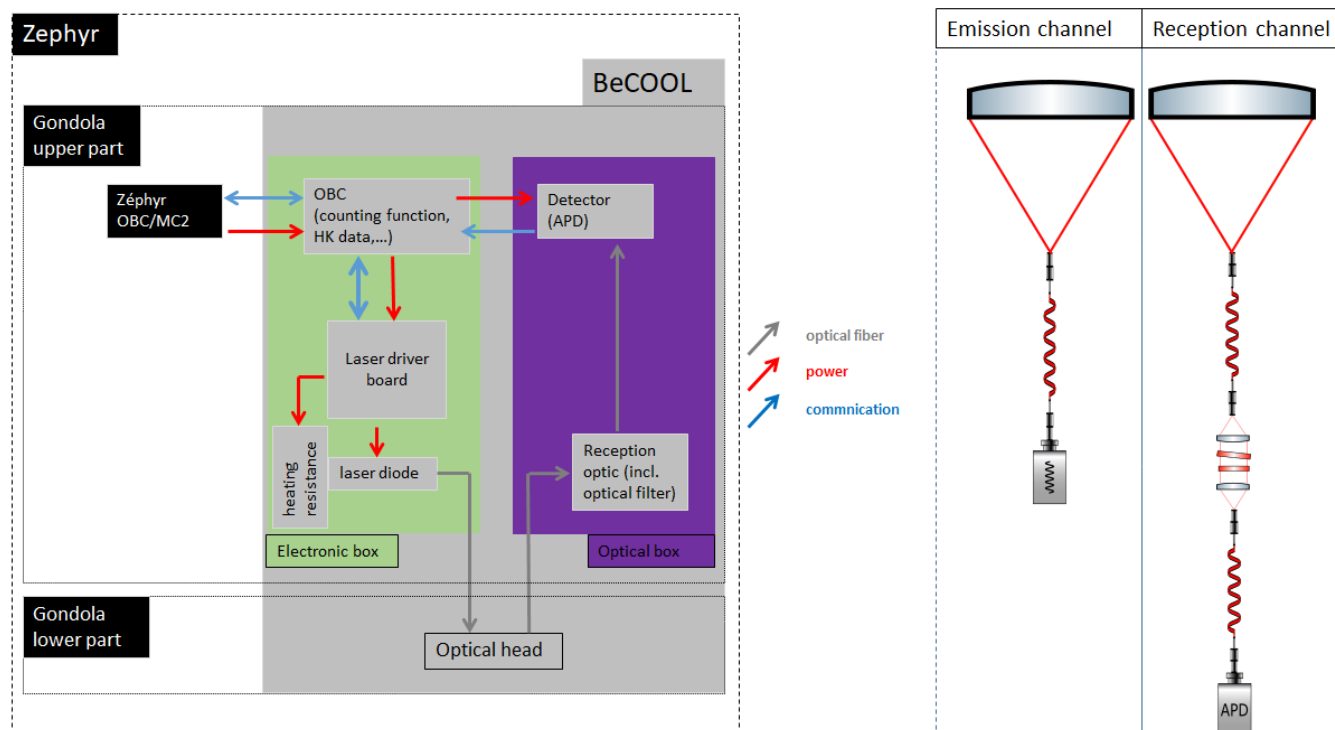 Zephyr
BeCOOL
Gondola
upper part
Zéphyr
OBC/MC2
OBC
(counting function,
HK data,...)
Detector
(APD)
Laser driver
board
heating
resistance
laser diode
Reception
optic (incl.
optical filter)
Electronic box
Optical box
Gondola
lower part
Optical head
optical fiber
power
commnication
Emission channel
Reception channel
APD